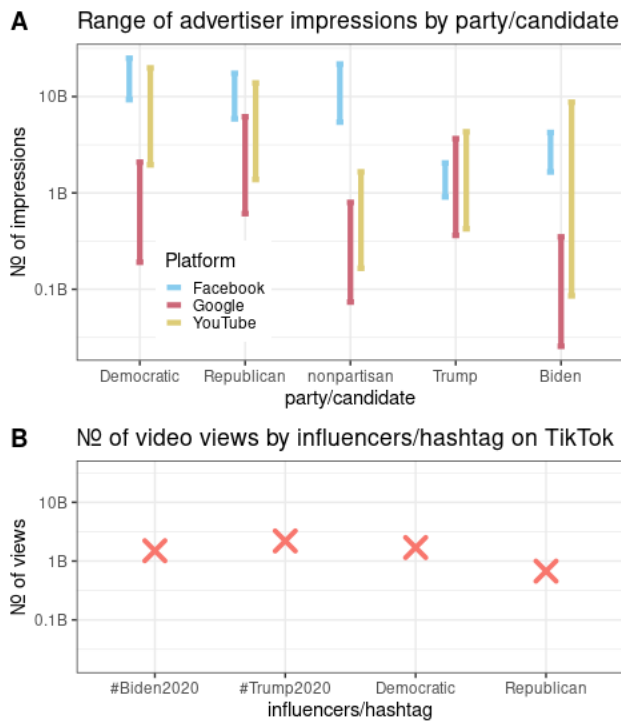 A Range of advertiser impressions by party/candidate
№ of impressions
10B
1B
0.1B
Platform
Facebook
Google
YouTube
Democratic Republican nonpartisan Trump Biden
party/candidate
B № of video views by influencers/hashtag on TikTok
№ of views
10B
1B
0.1B
#Biden2020 #Trump2020 Democratic Republican
influencers/hashtag